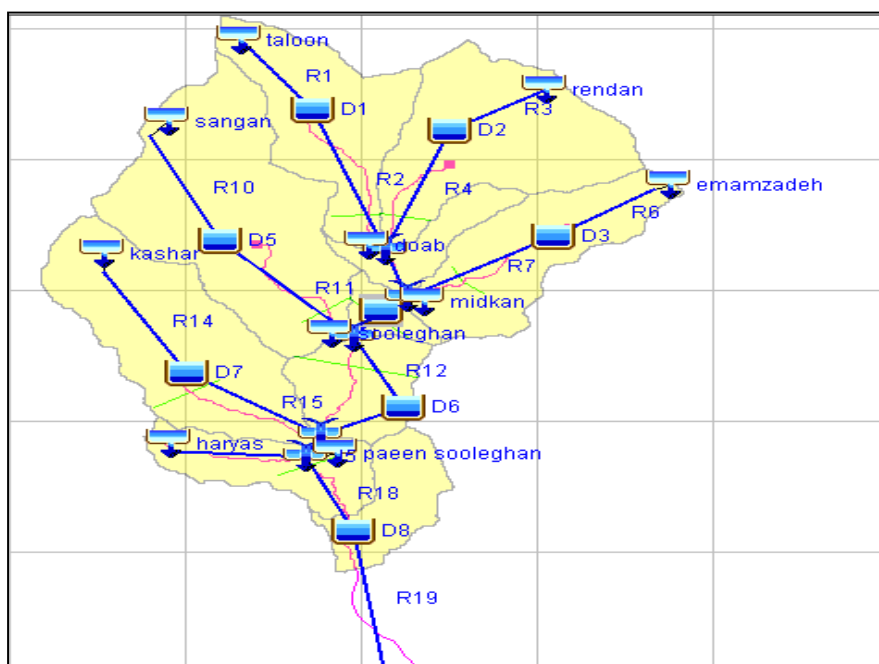 taloon
R1
D1
rendan
R3
D2
sangan
R10
R2
R4
emamzadeh
R6
D5
D3
kashar
doab
R7
R11
midkan
R14
sooleghan
R12
D7
R15
D6
haryas
paeen sooleghan
R18
D8
R19